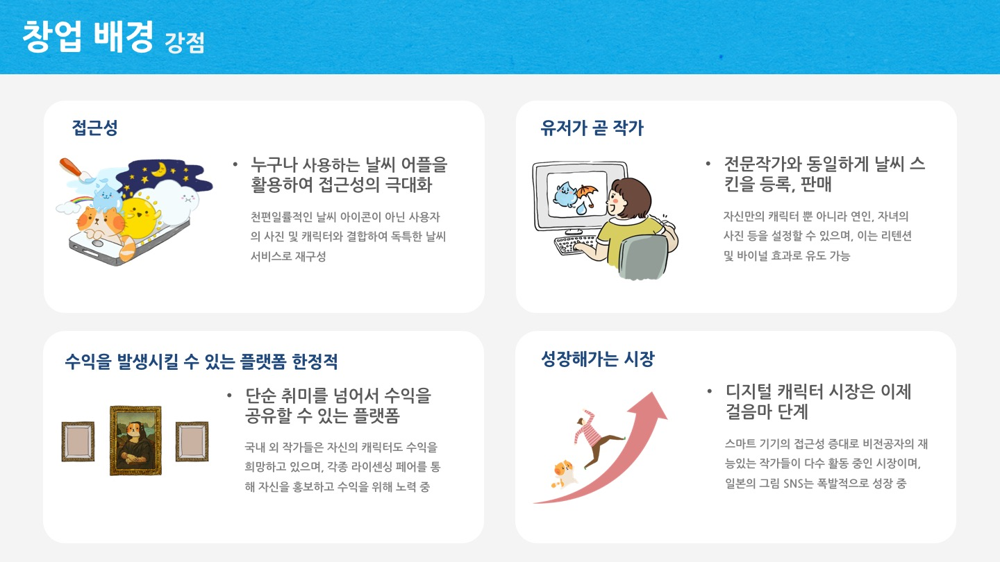 창업 배경 강점
접근성
• 누구나 사용하는 날씨 어플을
활용하여 접근성의 극대화
천편일률적인 날씨 아이콘이 아닌 사용자
의 사진 및 캐릭터와 결합하여 독특한 날씨
서비스로 재구성
유저가 곧 작가
• 전문작가와 동일하게 날씨 스
킨을 등록, 판매
자신만의 캐릭터 뿐 아니라 연인, 자녀의
사진 등을 설정할 수 있으며, 이는 리텐션
및 바이널 효과로 유도 가능
수익을 발생시킬 수 있는 플랫폼 한정적
• 단순 취미를 넘어서 수익을
공유할 수 있는 플랫폼
국내 외 작가들은 자신의 캐릭터도 수익을
희망하고 있으며, 각종 라이센싱 페어를 통
해 자신을 홍보하고 수익을 위해 노력 중
성장해가는 시장
• 디지털 캐릭터 시장은 이제
걸음마 단계
스마트 기기의 접근성 증대로 비전공자의 재
능있는 작가들이 다수 활동 중인 시장이며,
일본의 그림 SNS는 폭발적으로 성장 중